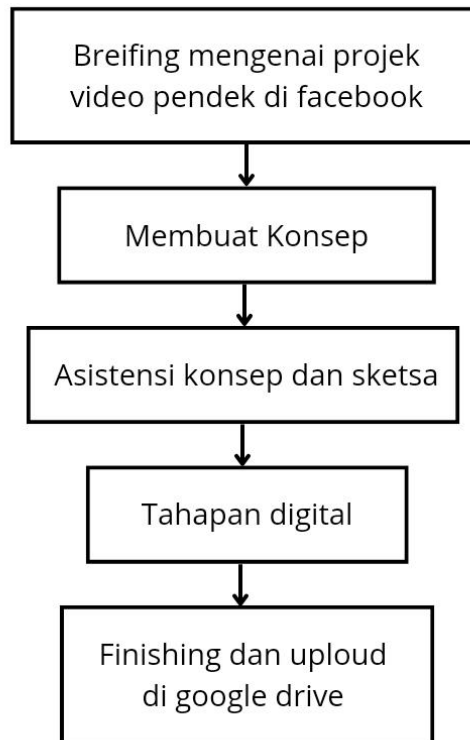 Breifing mengenai projek
video pendek di facebook
Membuat Konsep
Asistensi konsep dan sketsa
Tahapan digital
Finishing dan uploud
di google drive